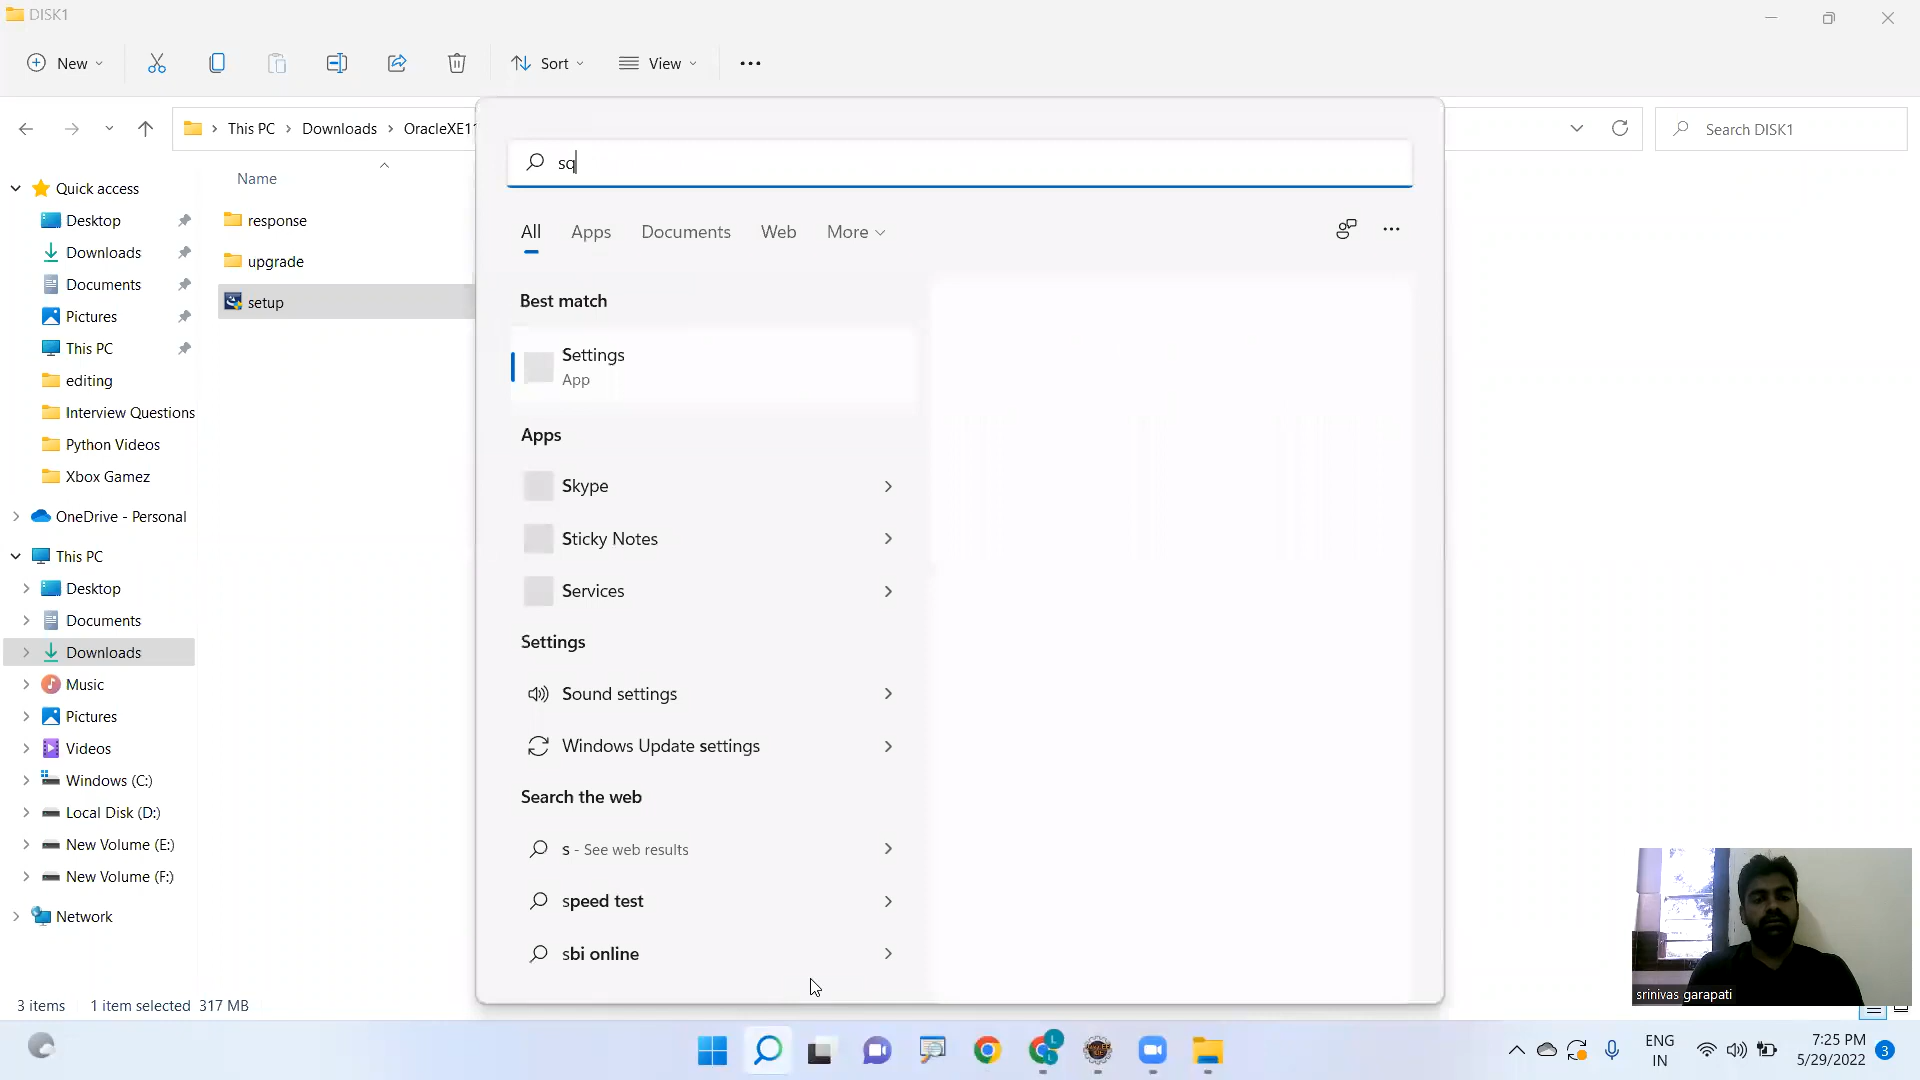 DISK1
New
Sort
View
This PC
Downloads
OracleXE11
Search DISK1
Quick access
Desktop
Downloads
Documents
Pictures
This PC
editing
Interview Questions
Python Videos
Xbox Gamez
OneDrive - Personal
This PC
Desktop
Documents
Downloads
Music
Pictures
Videos
Windows (C:)
Local Disk (D:)
New Volume (E:)
New Volume (F:)
Network
Name
response
upgrade
setup
sq
All
Apps
Documents
Web
More
Best match
Settings
App
Apps
Skype
Sticky Notes
Services
Settings
Sound settings
Windows Update settings
Search the web
s - See web results
speed test
sbi online
3 items
1 item selected 317 MB
srinivas garapati
ENG
IN
7:25 PM
5/29/2022
3